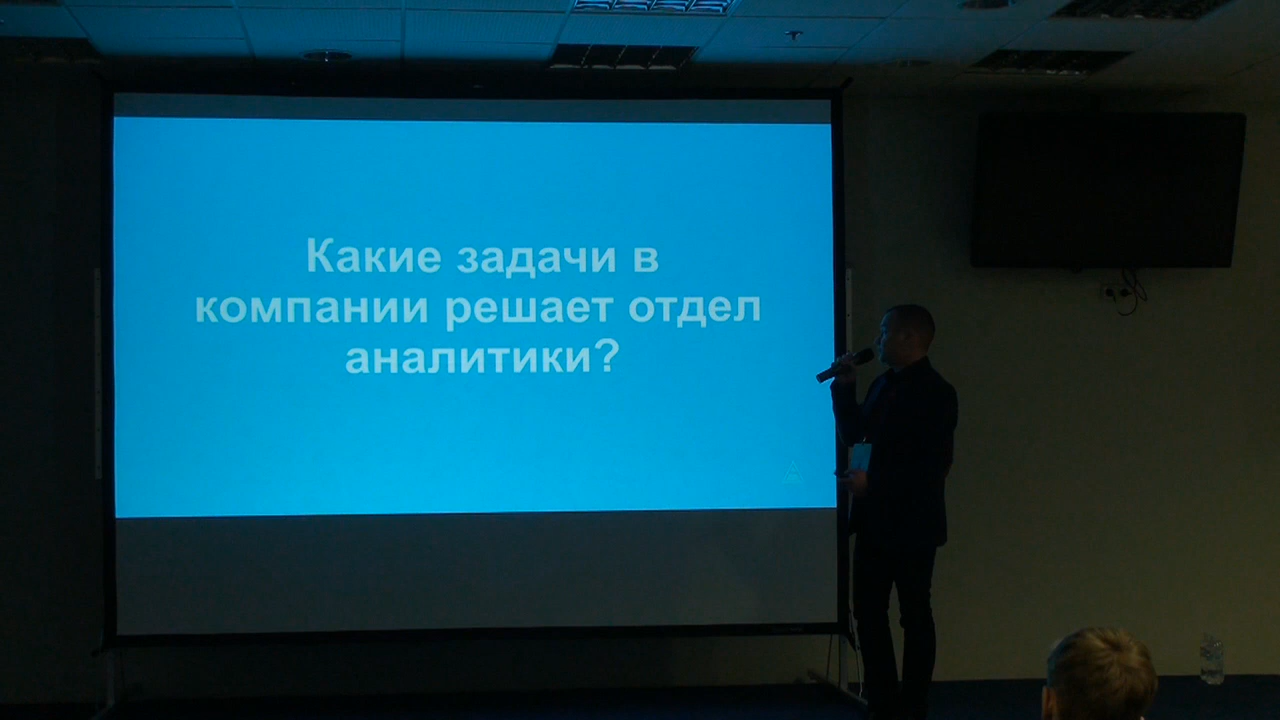 Какие задачи в
компании решает отдел
аналитики?